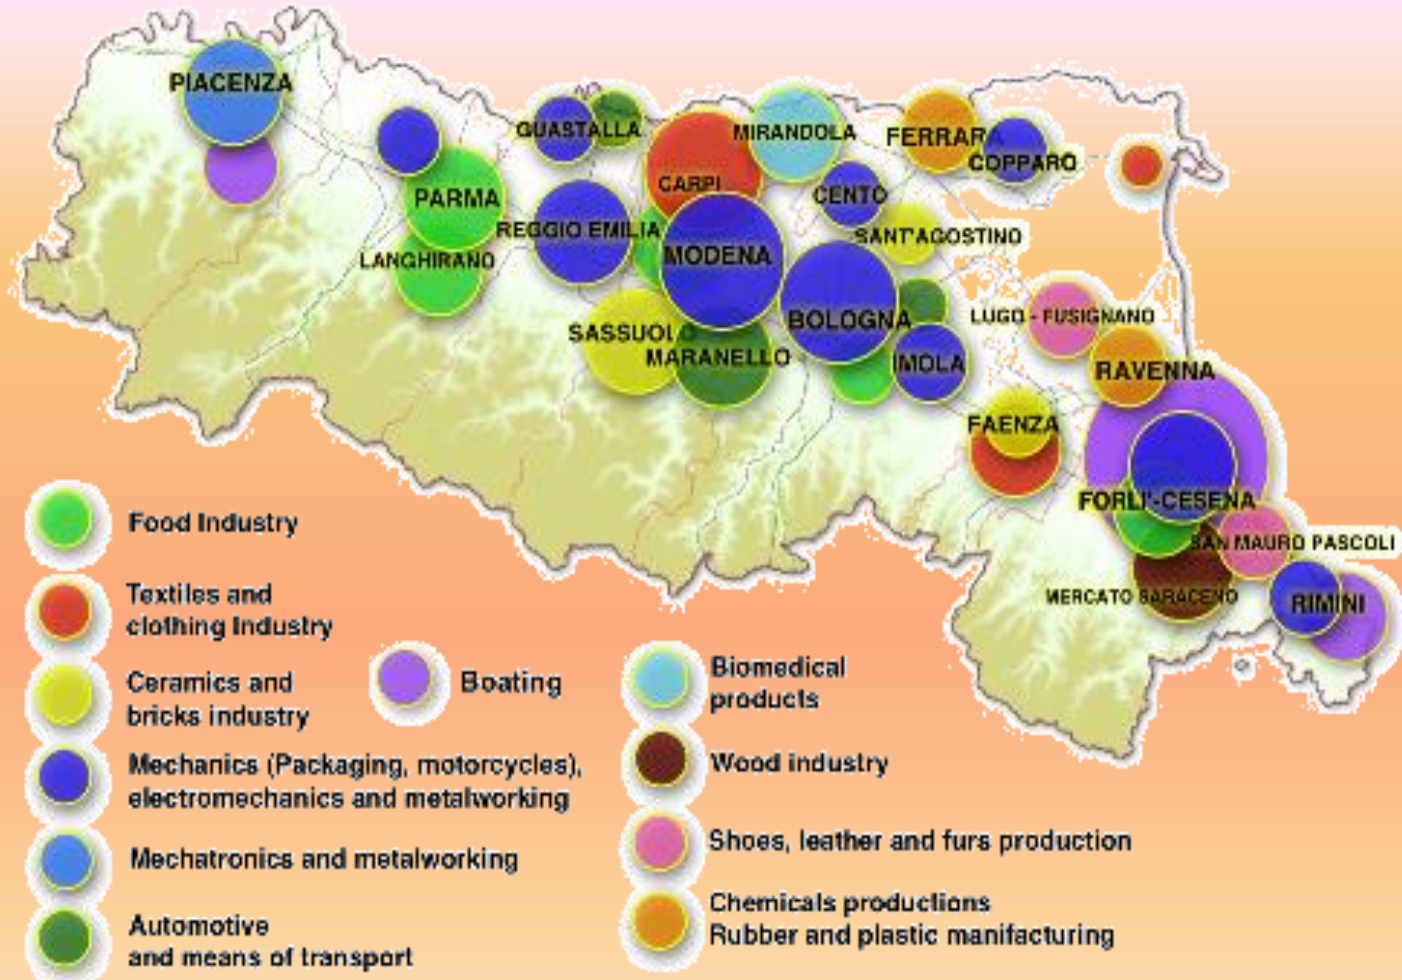 PIACENZA
GUASTALLA
MIRANDOLA
FERRARA
COPPARO
PARMA
CARPI
CENTO
REGGIO EMILIA
SANT'AGOSTINO
LANGHIRANO
MODENA
SASSUOLO
BOLOGNA
LUGO - FUSIGNANO
MARANELLO
IMOLA
RAVENNA
FAENZA
FORLI'-CESENA
SAN MAURO PASCOLI
MERCATO SARACENO
RIMINI
Food Industry
Textiles and
clothing Industry
Ceramics and
bricks industry
Boating
Mechanics (Packaging, motorcycles),
electromechanics and metalworking
Mechatronics and metalworking
Automotive
and means of transport
Biomedical
products
Wood industry
Shoes, leather and furs production
Chemicals productions
Rubber and plastic manifacturing